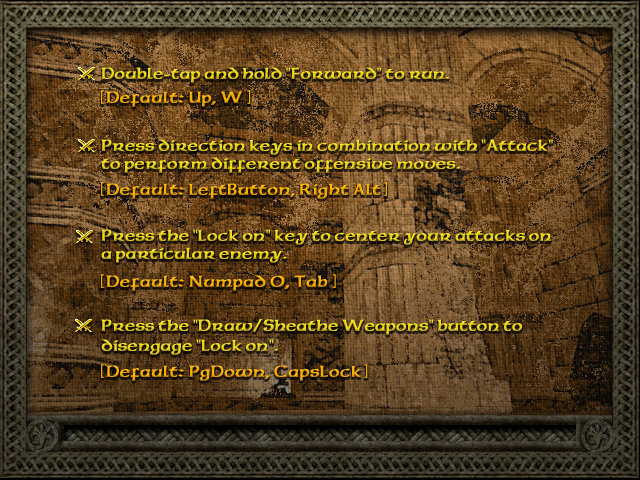 Double-tap and hold "Forward" to run.
[Default: Up, W ]
Press direction keys in combination with "Attack"
to perform different offensive moves.
[Default: LeftButton, Right Alt]
Press the "Lock on" key to center your attacks on
a particular enemy.
[Default: Numpad 0, Tab ]
Press the "Draw/Sheathe Weapons" button to
disengage "Lock on".
[Default: PgDown, CapsLock]